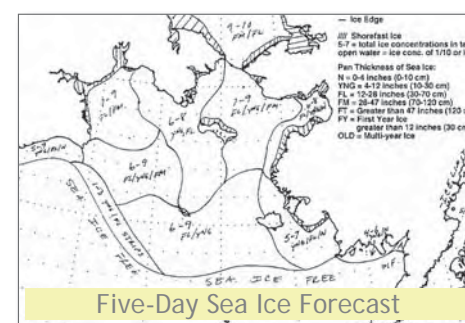 — Ice Edge
//// Shorefast Ice
5-7 = total ice concentrations in te
open water = ice conc. of 1/10 or l
Pan Thickness of Sea Ice:
N = 0-4 inches (0-10 cm)
YNG = 4-12 inches (10-30 cm)
FL = 12-28 inches (30-70 cm)
FM = 28-47 inches (70-120 cm)
FT = Greater than 47 inches (120 c
FY = First Year Ice
greater than 12 inches (30 cm
OLD = Multi-year Ice
9-10
FM/FL
7-9
6-8
YNG/FL
7-9
6-9
FL/YNG/FM
6-9
FL/YNG
5-7
SEA
ICE
FREE
STRIPS
SEA ICE FREE
Five-Day Sea Ice Forecast